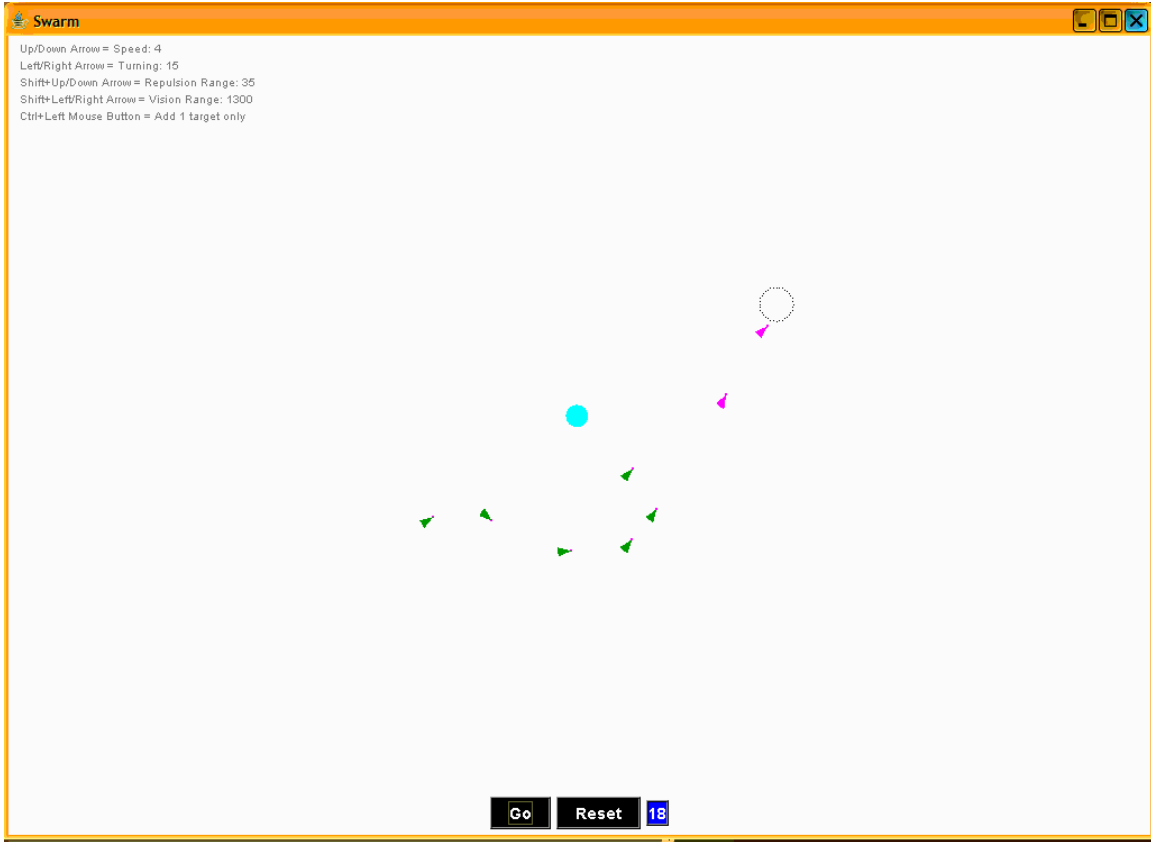 Swarm
Up/Down Arrow = Speed: 4
Left/Right Arrow = Turning: 15
Shift+Up/Down Arrow = Repulsion Range: 35
Shift+Left/Right Arrow = Vision Range: 1300
Ctrl+Left Mouse Button = Add 1 target only
Go Reset 18